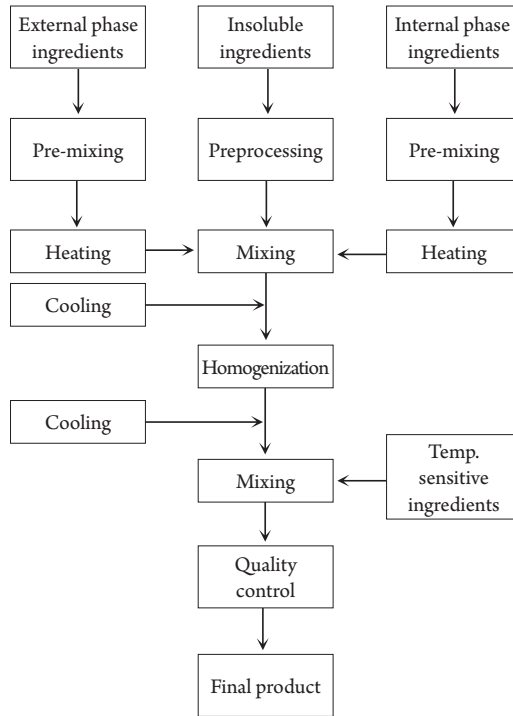 External phase
ingredients
Insoluble
ingredients
Internal phase
ingredients
Pre-mixing
Preprocessing
Pre-mixing
Heating
Mixing
Heating
Cooling
Homogenization
Cooling
Mixing
Temp.
sensitive
ingredients
Quality
control
Final product